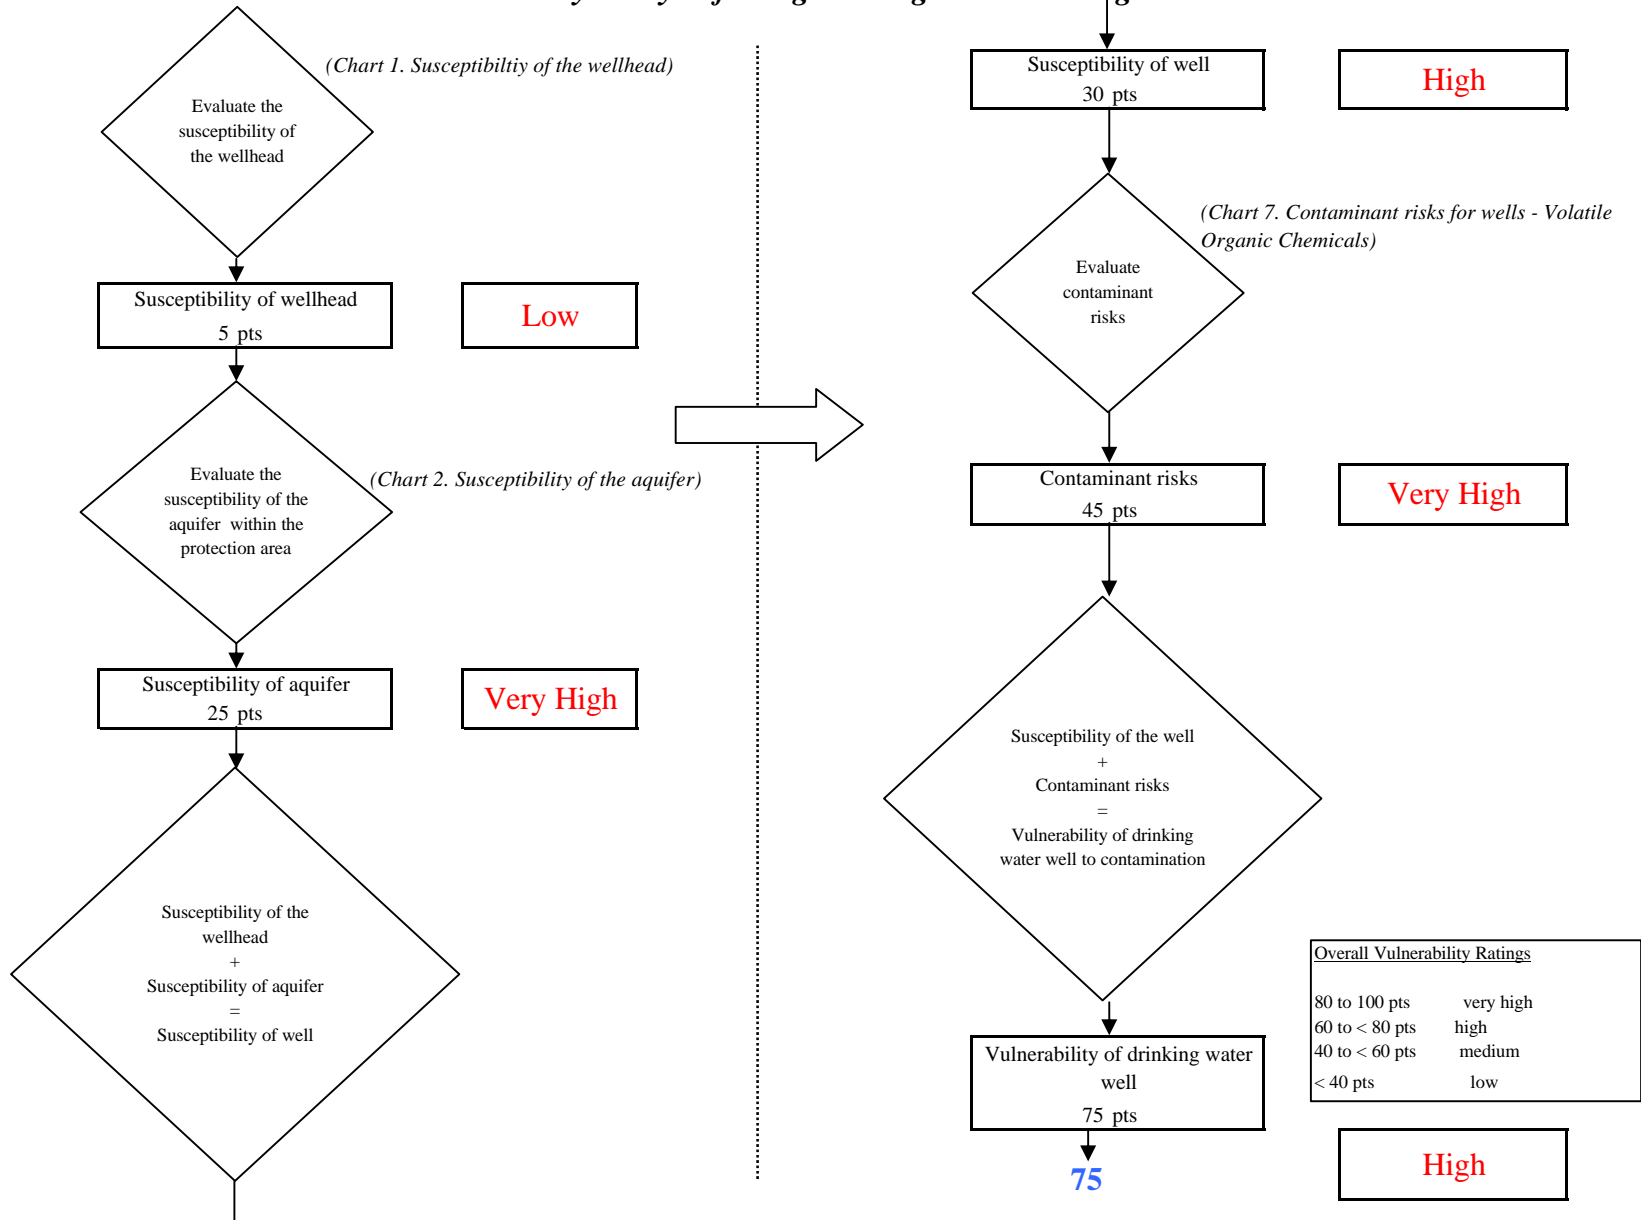 (Chart 1. Susceptibiltiy of the wellhead)
Evaluate the
susceptibility of
the wellhead
Susceptibility of wellhead
5 pts
Low
(Chart 2. Susceptibility of the aquifer)
Evaluate the
susceptibility of the
aquifer within the
protection area
Susceptibility of aquifer
25 pts
Very High
Susceptibility of the
wellhead
+
Susceptibility of aquifer
=
Susceptibility of well
Susceptibility of well
30 pts
High
(Chart 7. Contaminant risks for wells - Volatile
Organic Chemicals)
Evaluate
contaminant
risks
Contaminant risks
45 pts
Very High
Susceptibility of the well
+
Contaminant risks
=
Vulnerability of drinking
water well to contamination
Overall Vulnerability Ratings
80 to 100 pts very high
60 to < 80 pts high
40 to < 60 pts medium
< 40 pts low
Vulnerability of drinking water
well
75 pts
75
High